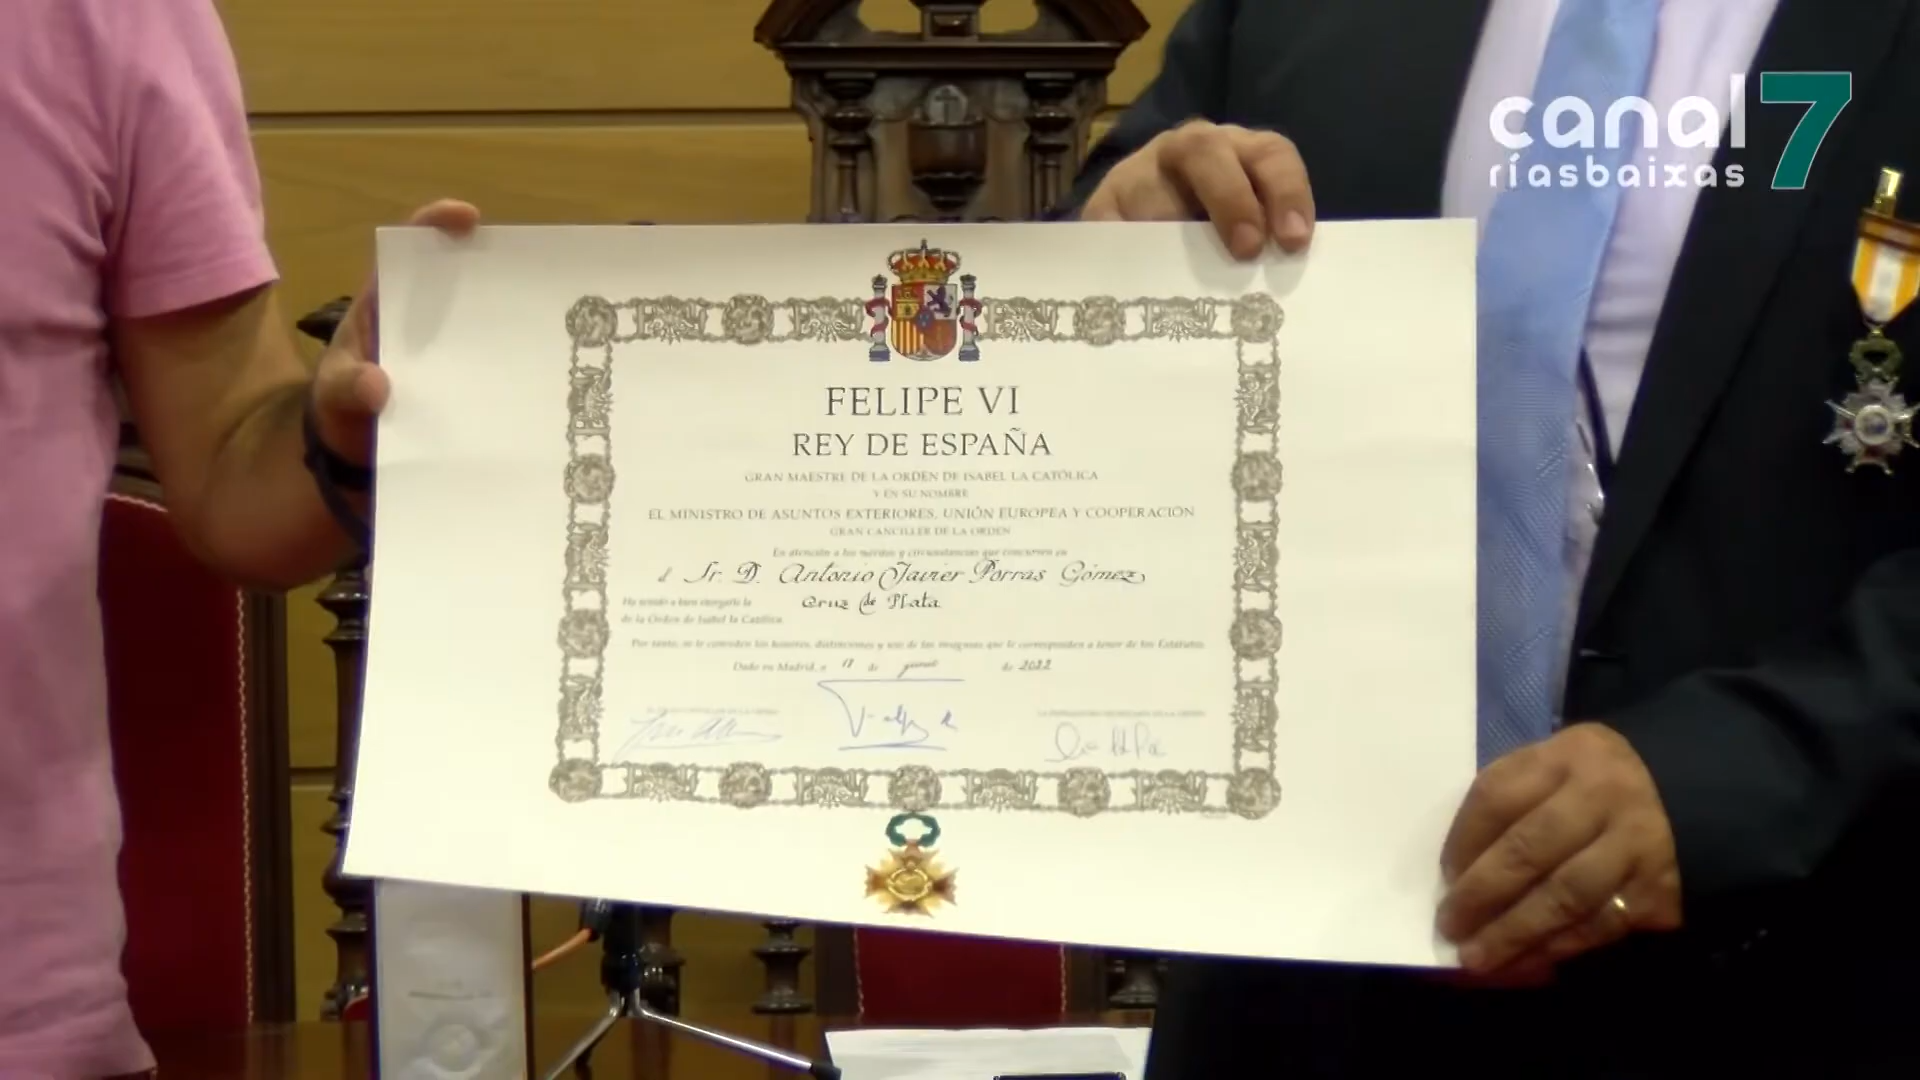 canal 7
ríasbaixas
FELIPE VI
REY DE ESPAÑA
GRAN MAESTRE DE LA ORDEN DE ISABEL LA CATÓLICA
Y EN SU NOMBRE
EL MINISTRO DE ASUNTOS EXTERIORES, UNIÓN EUROPEA Y COOPERACIÓN
GRAN CANCILLER DE LA ORDEN
En atención a los méritos y circunstancias que concurren en
el Sr. D. Antonio Javier Porras Gómez
Ha tenido a bien otorgarle la Cruz de Plata
de la Orden de Isabel la Católica.
Por tanto, se le conceden los honores, distinciones y uso de las insignias que le corresponden a tenor de los Estatutos.
Dado en Madrid, a de de 2022